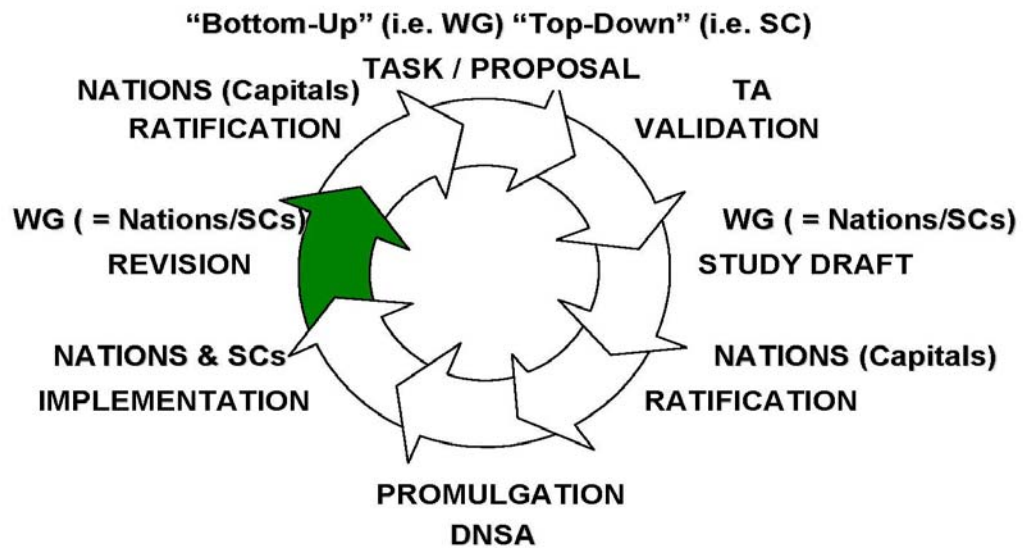 “Bottom-Up” (i.e. WG) “Top-Down” (i.e. SC)
TASK / PROPOSAL
TA
VALIDATION
WG ( = Nations/SCs)
STUDY DRAFT
NATIONS (Capitals)
RATIFICATION
PROMULGATION
DNSA
NATIONS & SCs
IMPLEMENTATION
WG ( = Nations/SCs)
REVISION
NATIONS (Capitals)
RATIFICATION